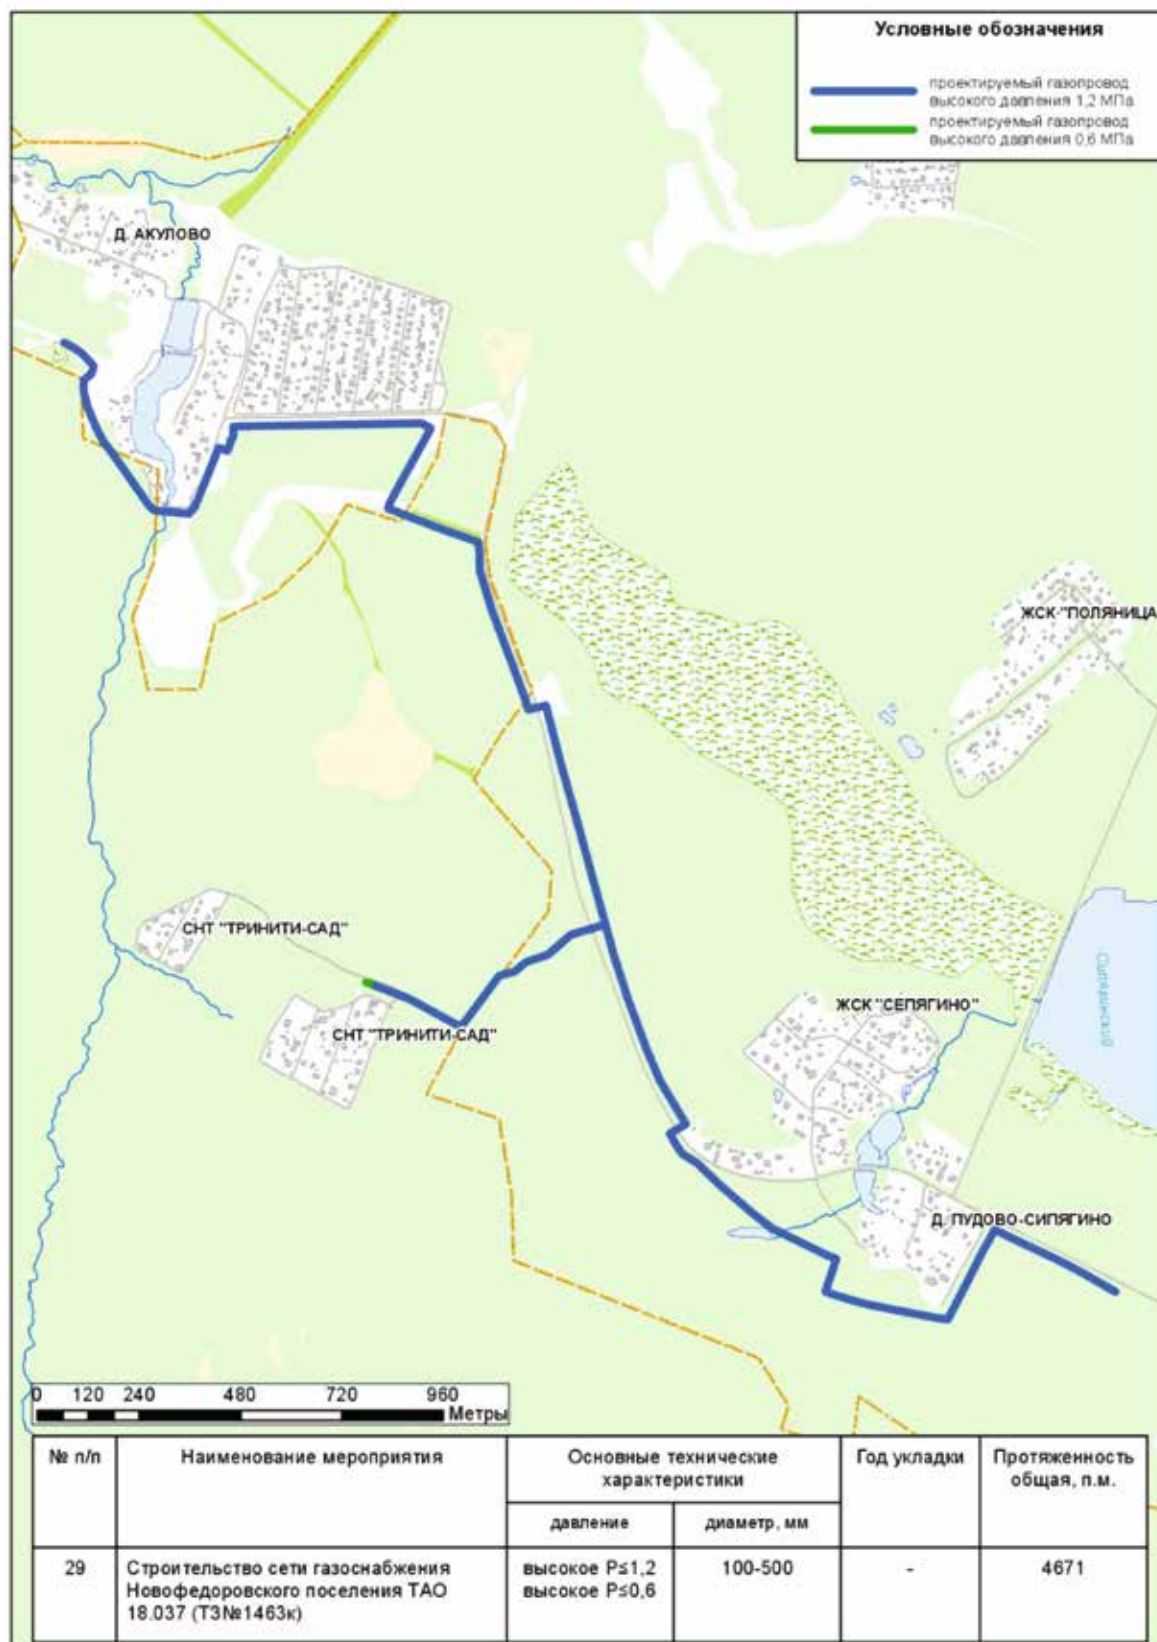 Условные обозначения
проектируемый газопровод
высокого давления 1,2 МПа
проектируемый газопровод
высокого давления 0,6 МПа
Д. АКУЛОВО
ЖСК "ПОЛЯНИЦА
СНТ "ТРИНИТИ-САД"
ЖСК "СЕПЯГИНО"
СНТ "ТРИНИТИ-САД"
Д. ПУДОВО-СИПЯГИНО
0 120 240 480 720 960
Метры
№ п/п
Наименование мероприятия
Основные технические
характеристики
Год укладки
Протяженность
общая, п.м.
давление
диаметр, мм
29
Строительство сети газоснабжения
Новофедоровского поселения ТАО
18.037 (ТЗ№1463к)
высокое P≤1,2
высокое P≤0,6
100-500
-
4671